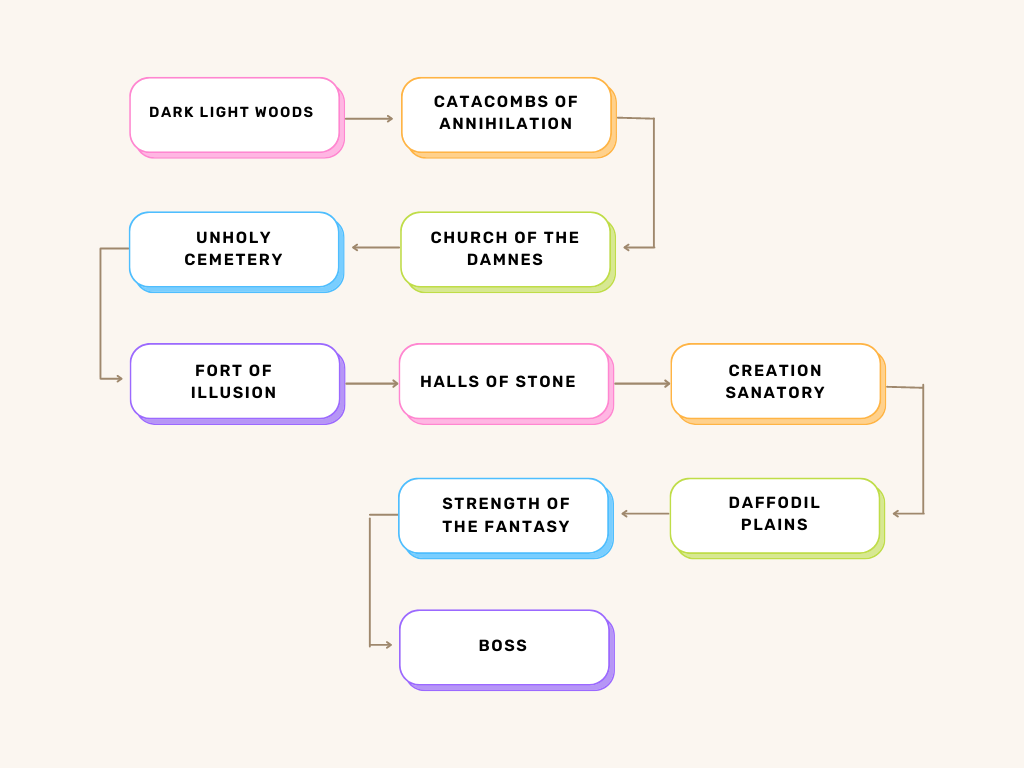 DARK LIGHT WOODS
CATACOMBS OF
ANNIHILATION
CHURCH OF THE
DAMNES
UNHOLY
CEMETERY
FORT OF
ILLUSION
HALLS OF STONE
CREATION
SANATORY
DAFFODIL
PLAINS
STRENGTH OF
THE FANTASY
BOSS